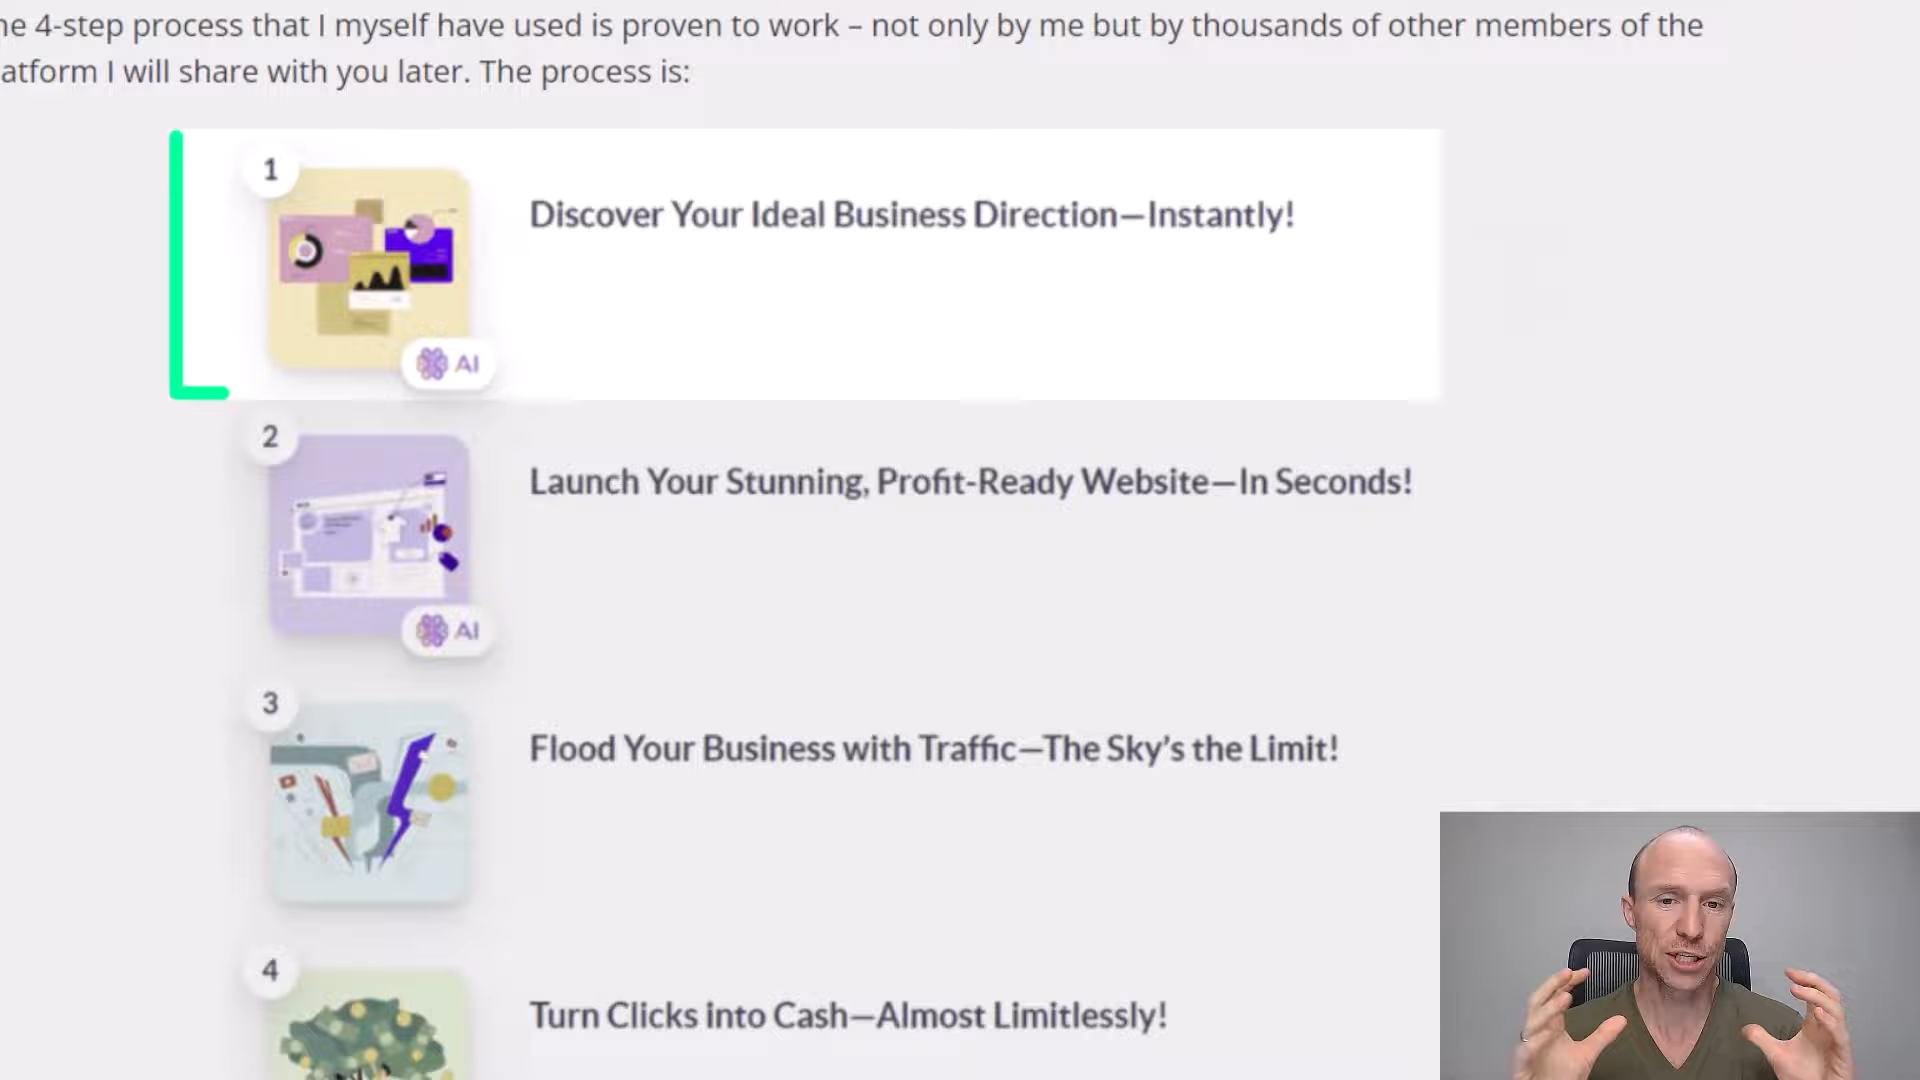 he 4-step process that I myself have used is proven to work – not only by me but by thousands of other members of the
atform I will share with you later. The process is:
1
Discover Your Ideal Business Direction—Instantly!
AI
2
Launch Your Stunning, Profit-Ready Website—In Seconds!
AI
3
Flood Your Business with Traffic—The Sky's the Limit!
4
Turn Clicks into Cash—Almost Limitlessly!